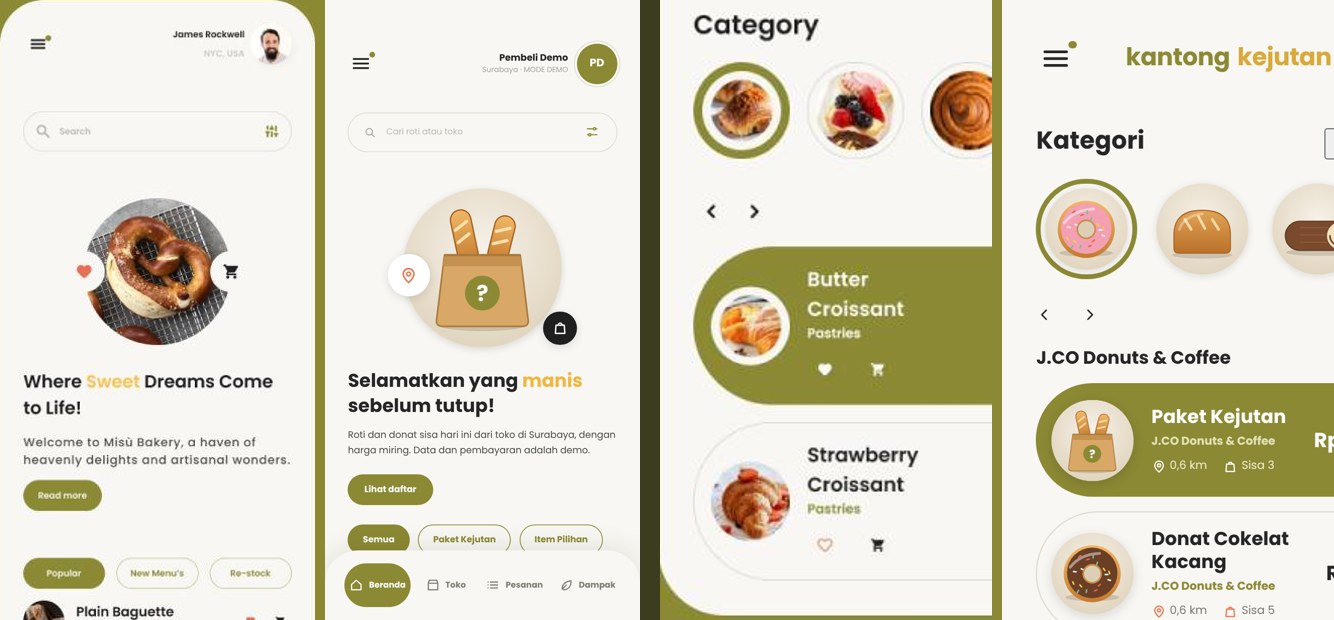 James Rockwell
NYC, USA
Search
Where Sweet Dreams Come
to Life!
Welcome to Misù Bakery, a haven of
heavenly delights and artisanal wonders.
Read more
Popular
New Menu's
Re-stock
Plain Baguette
Pembeli Demo
Surabaya · MODE DEMO
PD
Cari roti atau toko
?
Selamatkan yang manis
sebelum tutup!
Roti dan donat sisa hari ini dari toko di Surabaya, dengan
harga miring. Data dan pembayaran adalah demo.
Lihat daftar
Semua
Paket Kejutan
Item Pilihan
Beranda
Toko
Pesanan
Dampak
Category
Butter
Croissant
Pastries
Strawberry
Croissant
Pastries
kantong kejutan
Kategori
J.CO Donuts & Coffee
?
Paket Kejutan
J.CO Donuts & Coffee
Rp
0,6 km
Sisa 3
Donat Cokelat
Kacang
J.CO Donuts & Coffee
R
0,6 km
Sisa 5